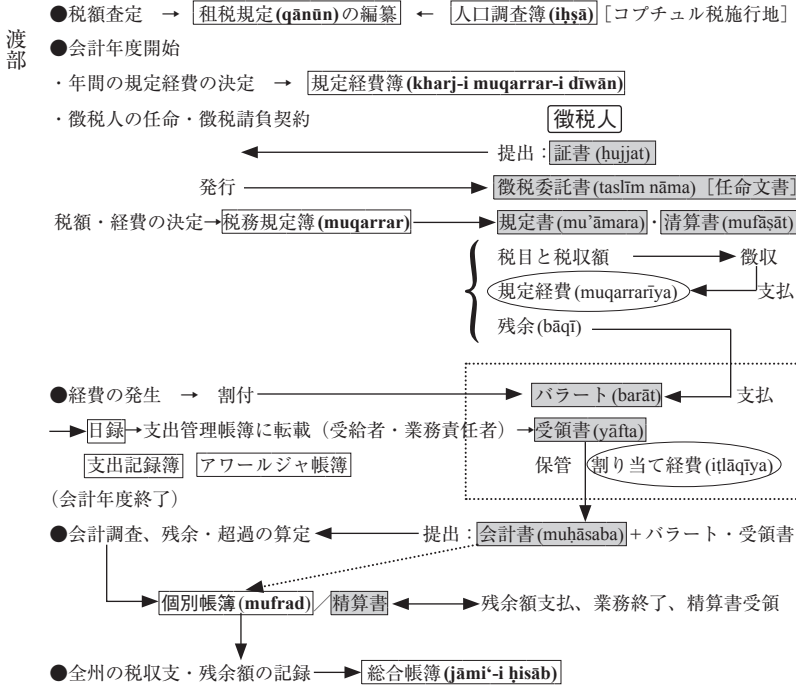 渡部
●税額査定 → 租税規定(qānūn)の編纂 ← 人口調査簿(iḥṣā)[コプチュル税施行地]
●会計年度開始
・年間の規定経費の決定 → 規定経費簿(kharj-i muqarrar-i dīwān)
・徴税人の任命・徴税請負契約 徴税人
提出：証書(ḥujjat)
発行 徴税委託書(taslīm nāma)[任命文書]
税額・経費の決定→税務規定簿(muqarrar) 規定書(mu’āmara)・清算書(mufāṣāt)
税目と税収額 徴収
規定経費(muqarrarīya) 支払
残余(bāqī)
●経費の発生 → 割付 バラート(barāt) 支払
日録→支出管理帳簿に転載（受給者・業務責任者）→受領書(yāfta)
支出記録簿 アワールジャ帳簿 保管 割り当て経費(iṭlāqīya)
（会計年度終了）
●会計調査、残余・超過の算定 提出：会計書(muḥāsaba)+バラート・受領書
個別帳簿(mufrad)／精算書 残余額支払、業務終了、精算書受領
●全州の税収支・残余額の記録 総合帳簿(jāmi‘-i ḥisāb)